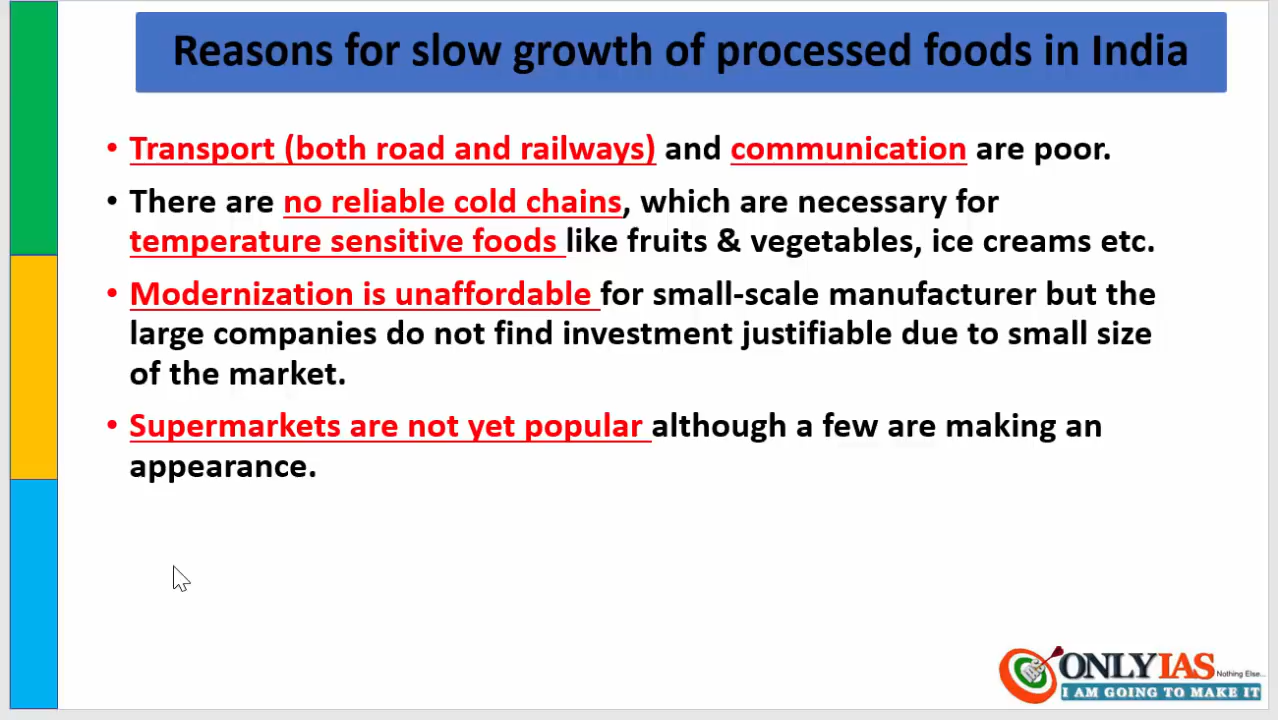 Reasons for slow growth of processed foods in India
• Transport (both road and railways) and communication are poor.
• There are no reliable cold chains, which are necessary for
temperature sensitive foods like fruits & vegetables, ice creams etc.
• Modernization is unaffordable for small-scale manufacturer but the
large companies do not find investment justifiable due to small size
of the market.
• Supermarkets are not yet popular although a few are making an
appearance.
ONLYIAS
Nothing Else...
I AM GOING TO MAKE IT